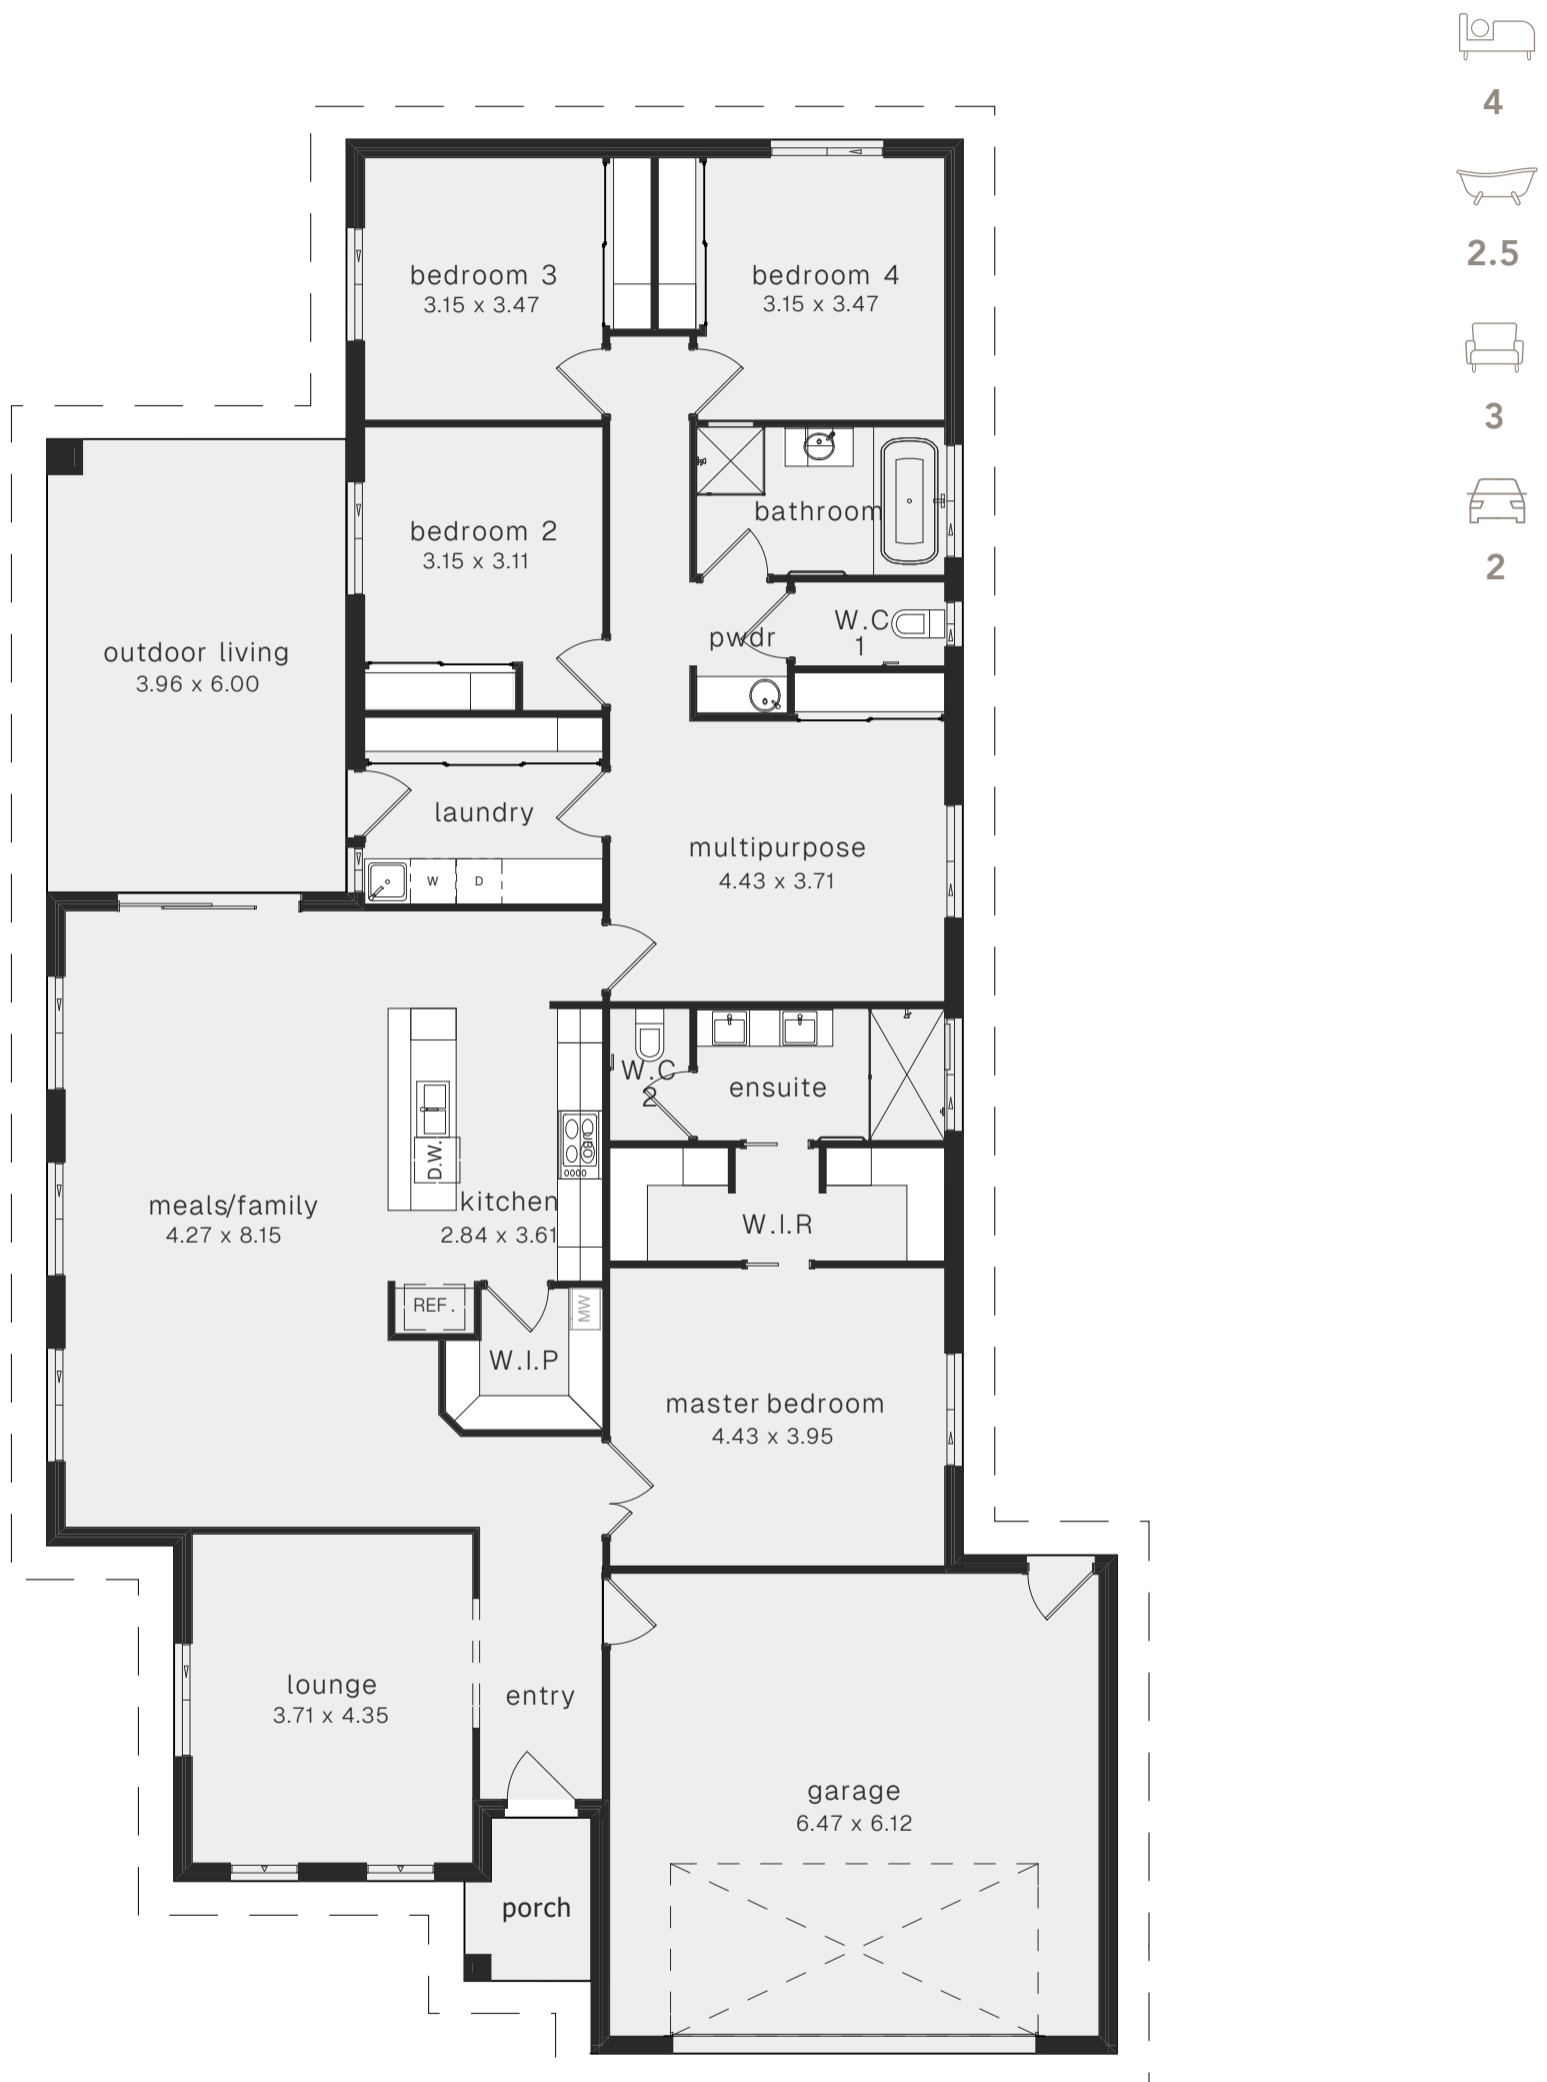 4
2.5
3
2
bedroom 3
3.15 x 3.47
bedroom 4
3.15 x 3.47
bedroom 2
3.15 x 3.11
bathroom
W.C
1
pwdr
outdoor living
3.96 x 6.00
laundry
W
D
multipurpose
4.43 x 3.71
W.C
2
ensuite
D.W.
kitchen
2.84 x 3.61
meals/family
4.27 x 8.15
W.I.R
REF.
MW
W.I.P
master bedroom
4.43 x 3.95
lounge
3.71 x 4.35
entry
garage
6.47 x 6.12
porch